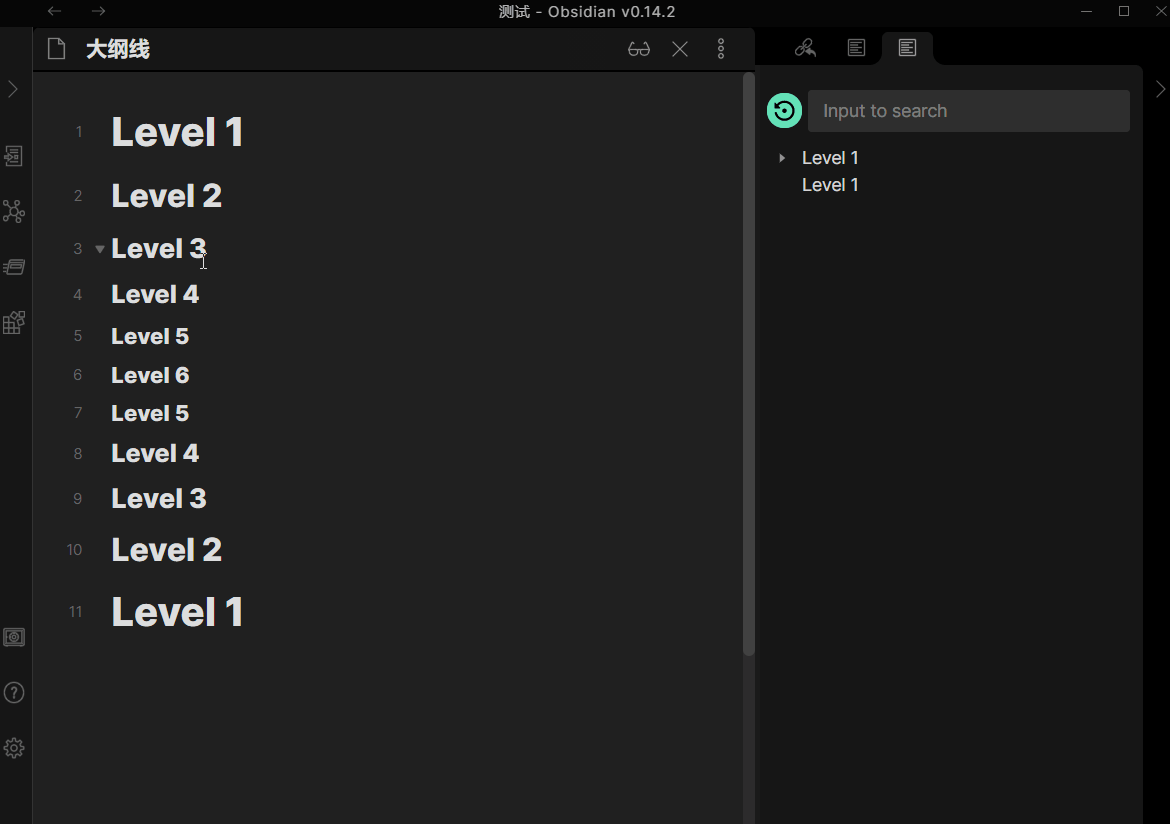 测试 - Obsidian v0.14.2
大纲线
1 Level 1
2 Level 2
3 Level 3
4 Level 4
5 Level 5
6 Level 6
7 Level 5
8 Level 4
9 Level 3
10 Level 2
11 Level 1
Input to search
Level 1
Level 1